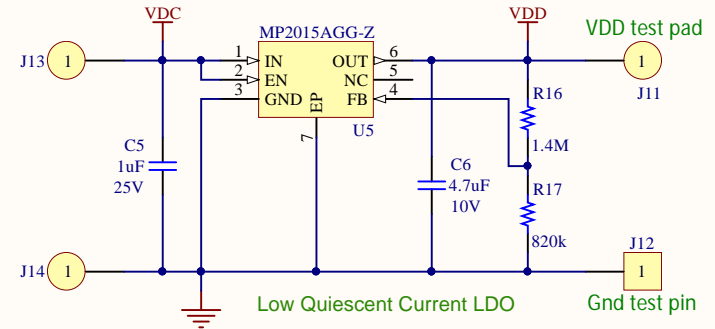 VDC
VDD
MP2015AGG-Z
VDD test pad
J13
1
1
IN
OUT
6
1
2
EN
NC
5
3
GND
FB
4
EP
J11
R16
U5
7
1.4M
C5
1uF
25V
C6
4.7uF
10V
R17
820k
J12
J14
1
1
Low Quiescent Current LDO
Gnd test pin